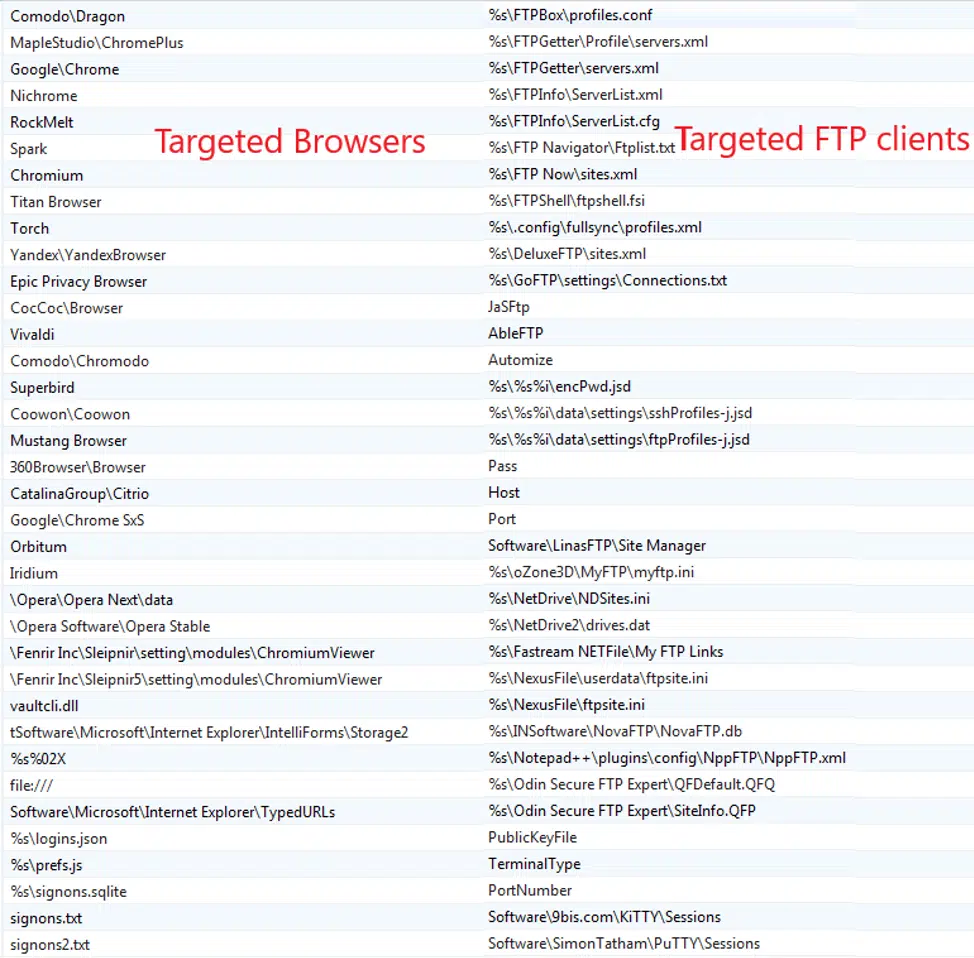 Comodo\Dragon
MapleStudio\ChromePlus
Google\Chrome
Nichrome
RockMelt
Spark
Chromium
Titan Browser
Torch
Yandex\YandexBrowser
Epic Privacy Browser
CocCoc\Browser
Vivaldi
Comodo\Chromodo
Superbird
Coowon\Coowon
Mustang Browser
360Browser\Browser
CatalinaGroup\Citrio
Google\Chrome SxS
Orbitum
Iridium
\Opera\Opera Next\data
\Opera Software\Opera Stable
\Fenrir Inc\Sleipnir\setting\modules\ChromiumViewer
\Fenrir Inc\Sleipnir5\setting\modules\ChromiumViewer
vaultcli.dll
tSoftware\Microsoft\Internet Explorer\IntelliForms\Storage2
%s%02X
file:///
Software\Microsoft\Internet Explorer\TypedURLs
%s\logins.json
%s\prefs.js
%s\signons.sqlite
signons.txt
signons2.txt
Targeted Browsers
%s\FTPBox\profiles.conf
%s\FTPGetter\Profile\servers.xml
%s\FTPGetter\servers.xml
%s\FTPInfo\ServerList.xml
%s\FTPInfo\ServerList.cfg
%s\FTP Navigator\Ftplist.txt
%s\FTP Now\sites.xml
%s\FTPShell\ftpshell.fsi
%s\.config\fullsync\profiles.xml
%s\DeluxeFTP\sites.xml
%s\GoFTP\settings\Connections.txt
JaSFtp
AbleFTP
Automize
%s\%s%i\encPwd.jsd
%s\%s%i\data\settings\sshProfiles-j.jsd
%s\%s%i\data\settings\ftpProfiles-j.jsd
Pass
Host
Port
Software\LinasFTP\Site Manager
%s\oZone3D\MyFTP\myftp.ini
%s\NetDrive\NDSites.ini
%s\NetDrive2\drives.dat
%s\Fastream NETFile\My FTP Links
%s\NexusFile\userdata\ftpsite.ini
%s\NexusFile\ftpsite.ini
%s\INSoftware\NovaFTP\NovaFTP.db
%s\Notepad++\plugins\config\NppFTP\NppFTP.xml
%s\Odin Secure FTP Expert\QFDefault.QFQ
%s\Odin Secure FTP Expert\SiteInfo.QFP
PublicKeyFile
TerminalType
PortNumber
Software\9bis.com\KiTTY\Sessions
Software\SimonTatham\PuTTY\Sessions
Targeted FTP clients